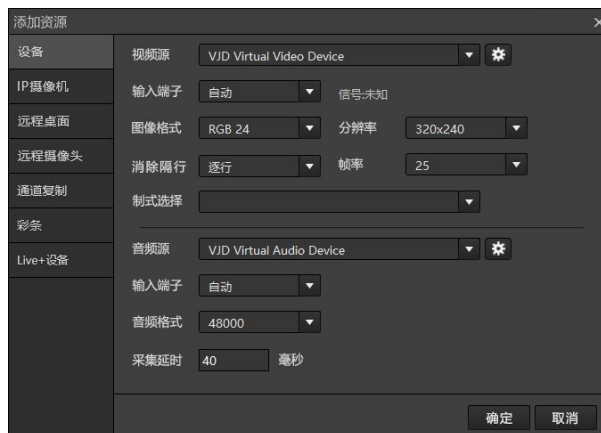 添加资源
设备
IP摄像机
远程桌面
远程摄像头
通道复制
彩条
Live+设备
视频源 VJD Virtual Video Device
输入端子 自动 信号:未知
图像格式 RGB 24 分辨率 320x240
消除隔行 逐行 帧率 25
制式选择
音频源 VJD Virtual Audio Device
输入端子 自动
音频格式 48000
采集延时 40 毫秒
确定 取消